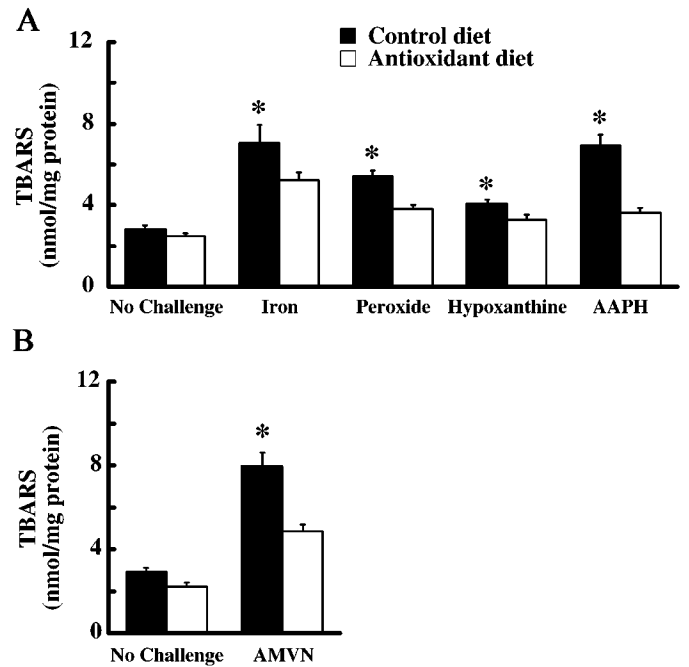 A
12
8
4
0
TBARS
(nmol/mg protein)
Control diet
Antioxidant diet
*
*
*
*
No Challenge Iron Peroxide Hypoxanthine AAPH
B
12
8
4
0
TBARS
(nmol/mg protein)
*
No Challenge AMVN